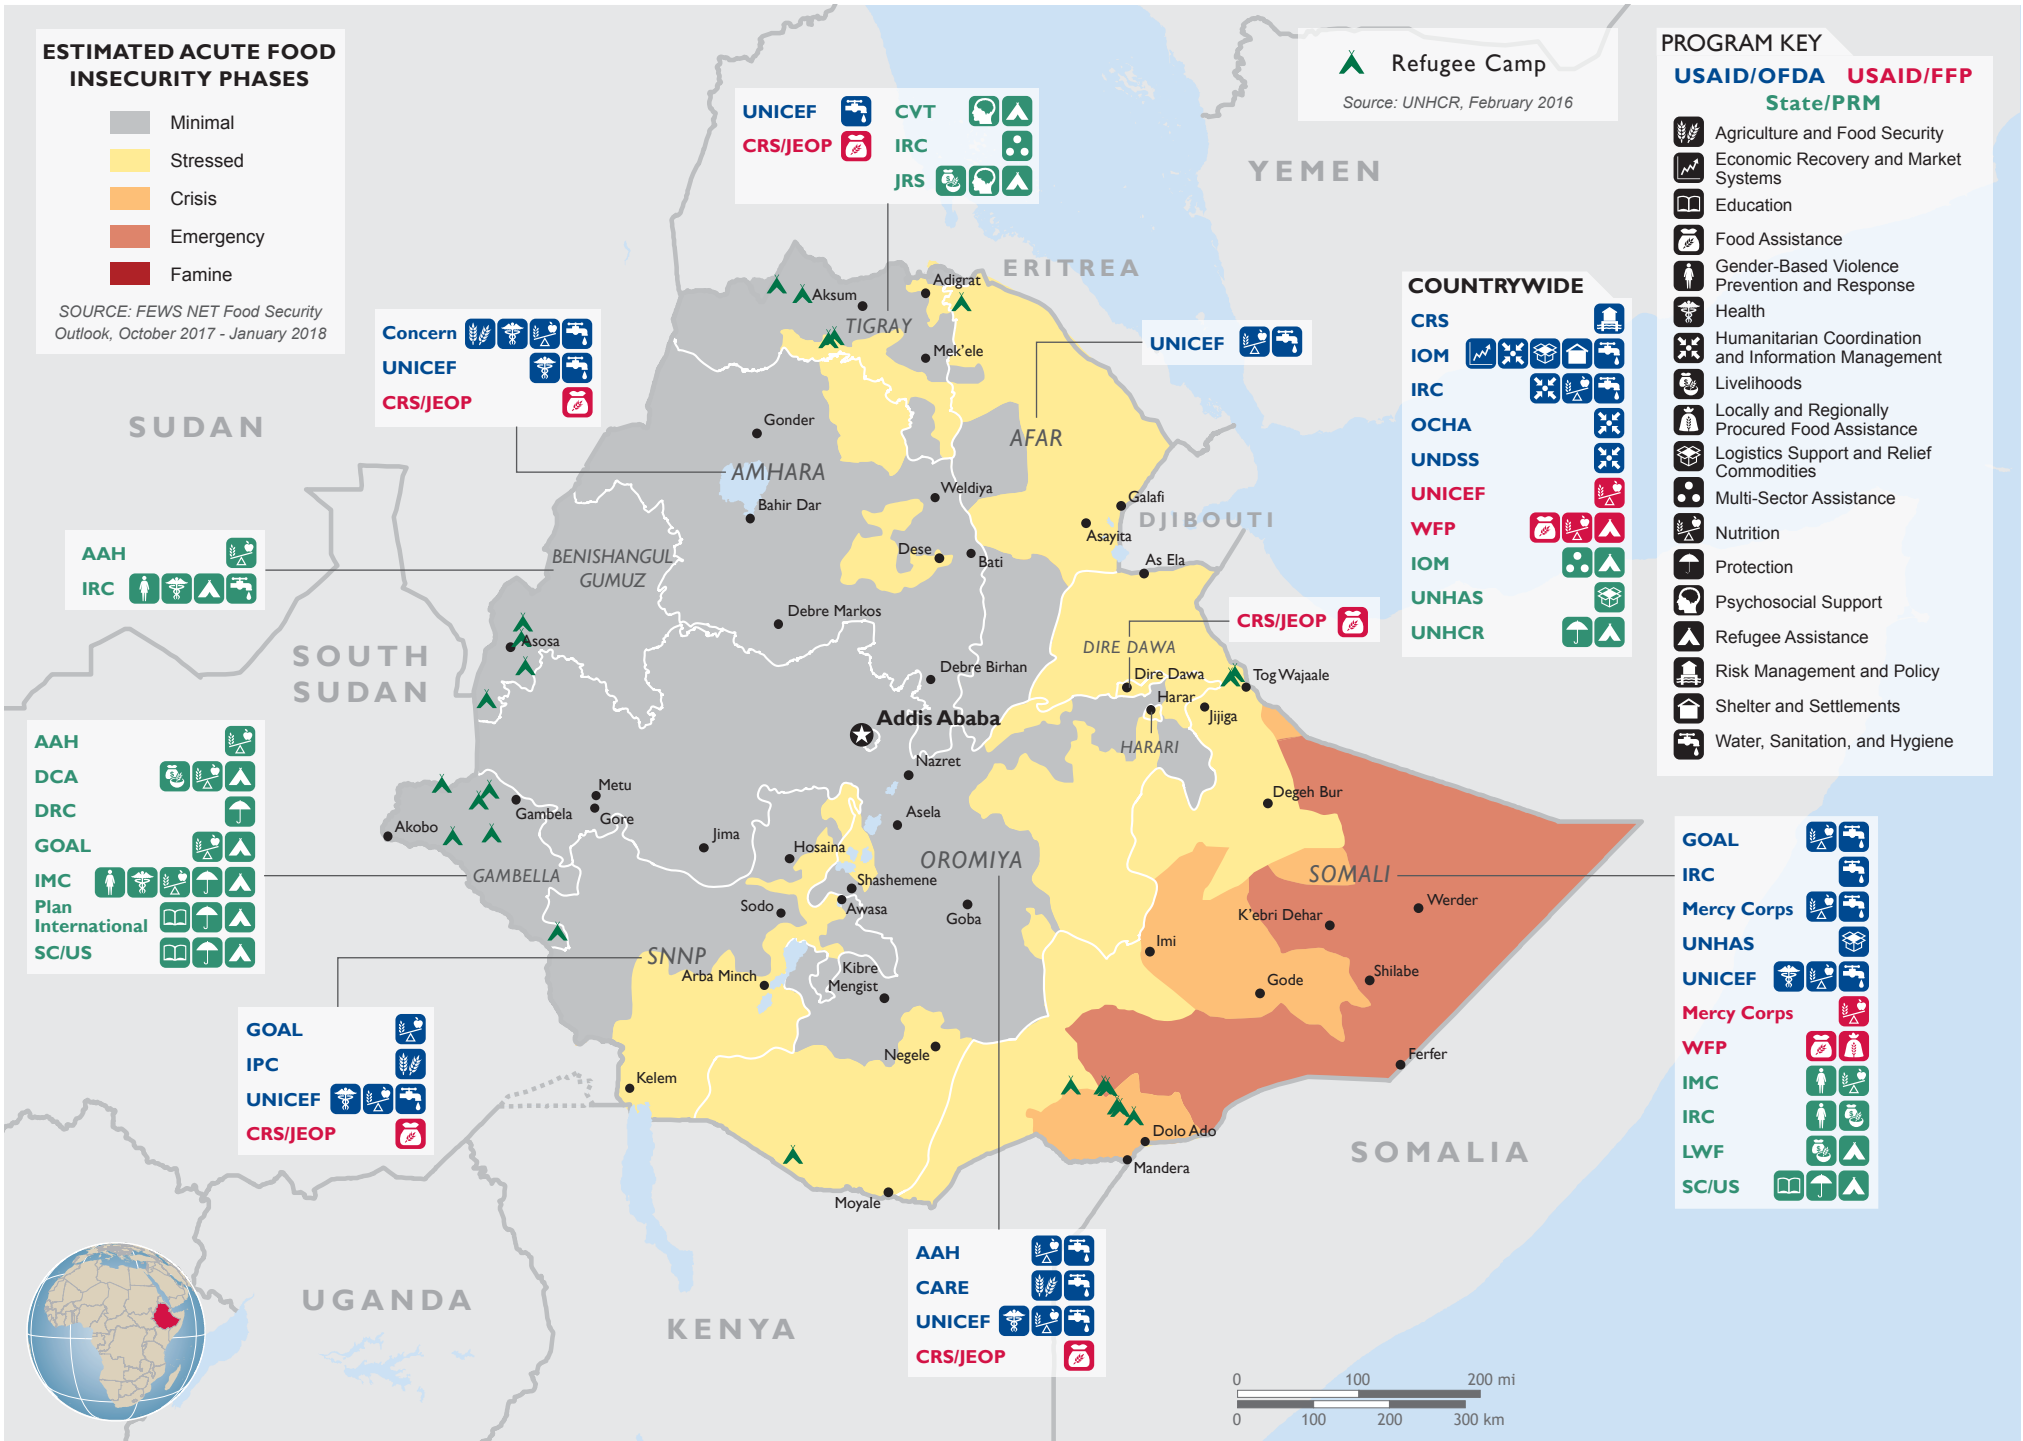 ESTIMATED ACUTE FOOD
INSECURITY PHASES
Minimal
Stressed
Crisis
Emergency
Famine
SOURCE: FEWS NET Food Security
Outlook, October 2017 - January 2018
Refugee Camp
Source: UNHCR, February 2016
PROGRAM KEY
USAID/OFDA USAID/FFP
State/PRM
Agriculture and Food Security
Economic Recovery and Market
Systems
Education
Food Assistance
Gender-Based Violence
Prevention and Response
Health
Humanitarian Coordination
and Information Management
Livelihoods
Locally and Regionally
Procured Food Assistance
Logistics Support and Relief
Commodities
Multi-Sector Assistance
Nutrition
Protection
Psychosocial Support
Refugee Assistance
Risk Management and Policy
Shelter and Settlements
Water, Sanitation, and Hygiene
UNICEF
CRS/JEOP
CVT
IRC
JRS
Concern
UNICEF
CRS/JEOP
UNICEF
COUNTRYWIDE
CRS
IOM
IRC
OCHA
UNDSS
UNICEF
WFP
IOM
UNHAS
UNHCR
AAH
IRC
CRS/JEOP
AAH
DCA
DRC
GOAL
IMC
Plan
International
SC/US
GOAL
IPC
UNICEF
CRS/JEOP
AAH
CARE
UNICEF
CRS/JEOP
GOAL
IRC
Mercy Corps
UNHAS
UNICEF
Mercy Corps
WFP
IMC
IRC
LWF
SC/US
YEMEN
ERITREA
SUDAN
DJIBOUTI
SOUTH
SUDAN
SOMALIA
UGANDA
KENYA
TIGRAY
AFAR
AMHARA
BENISHANGUL
GUMUZ
DIRE DAWA
HARARI
OROMIYA
SOMALI
GAMBELLA
SNNP
Adigrat
Aksum
Mek'ele
Gonder
Weldiya
Bahir Dar
Galafi
Asayita
Dese
Bati
As Ela
Debre Markos
Asosa
Debre Birhan
Dire Dawa
Tog Wajaale
Harar
Jijiga
Addis Ababa
Nazret
Metu
Gore
Gambela
Akobo
Asela
Degeh Bur
Jima
Hosaina
Shashemene
Awasa
Sodo
Goba
Werder
K'ebri Dehar
Imi
Arba Minch
Kibre
Mengist
Gode
Shilabe
Negele
Ferfer
Kelem
Dolo Ado
Mandera
Moyale
0 100 200 mi
0 100 200 300 km